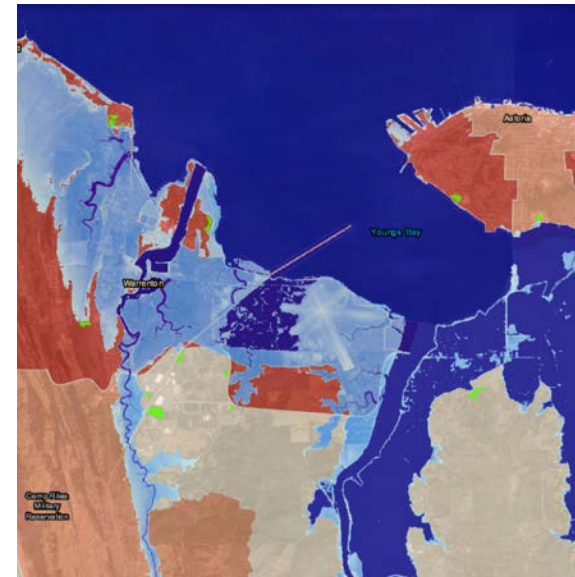 Astoria
Youngs Bay
Warrenton
Camp Rilea
Military
Reservation